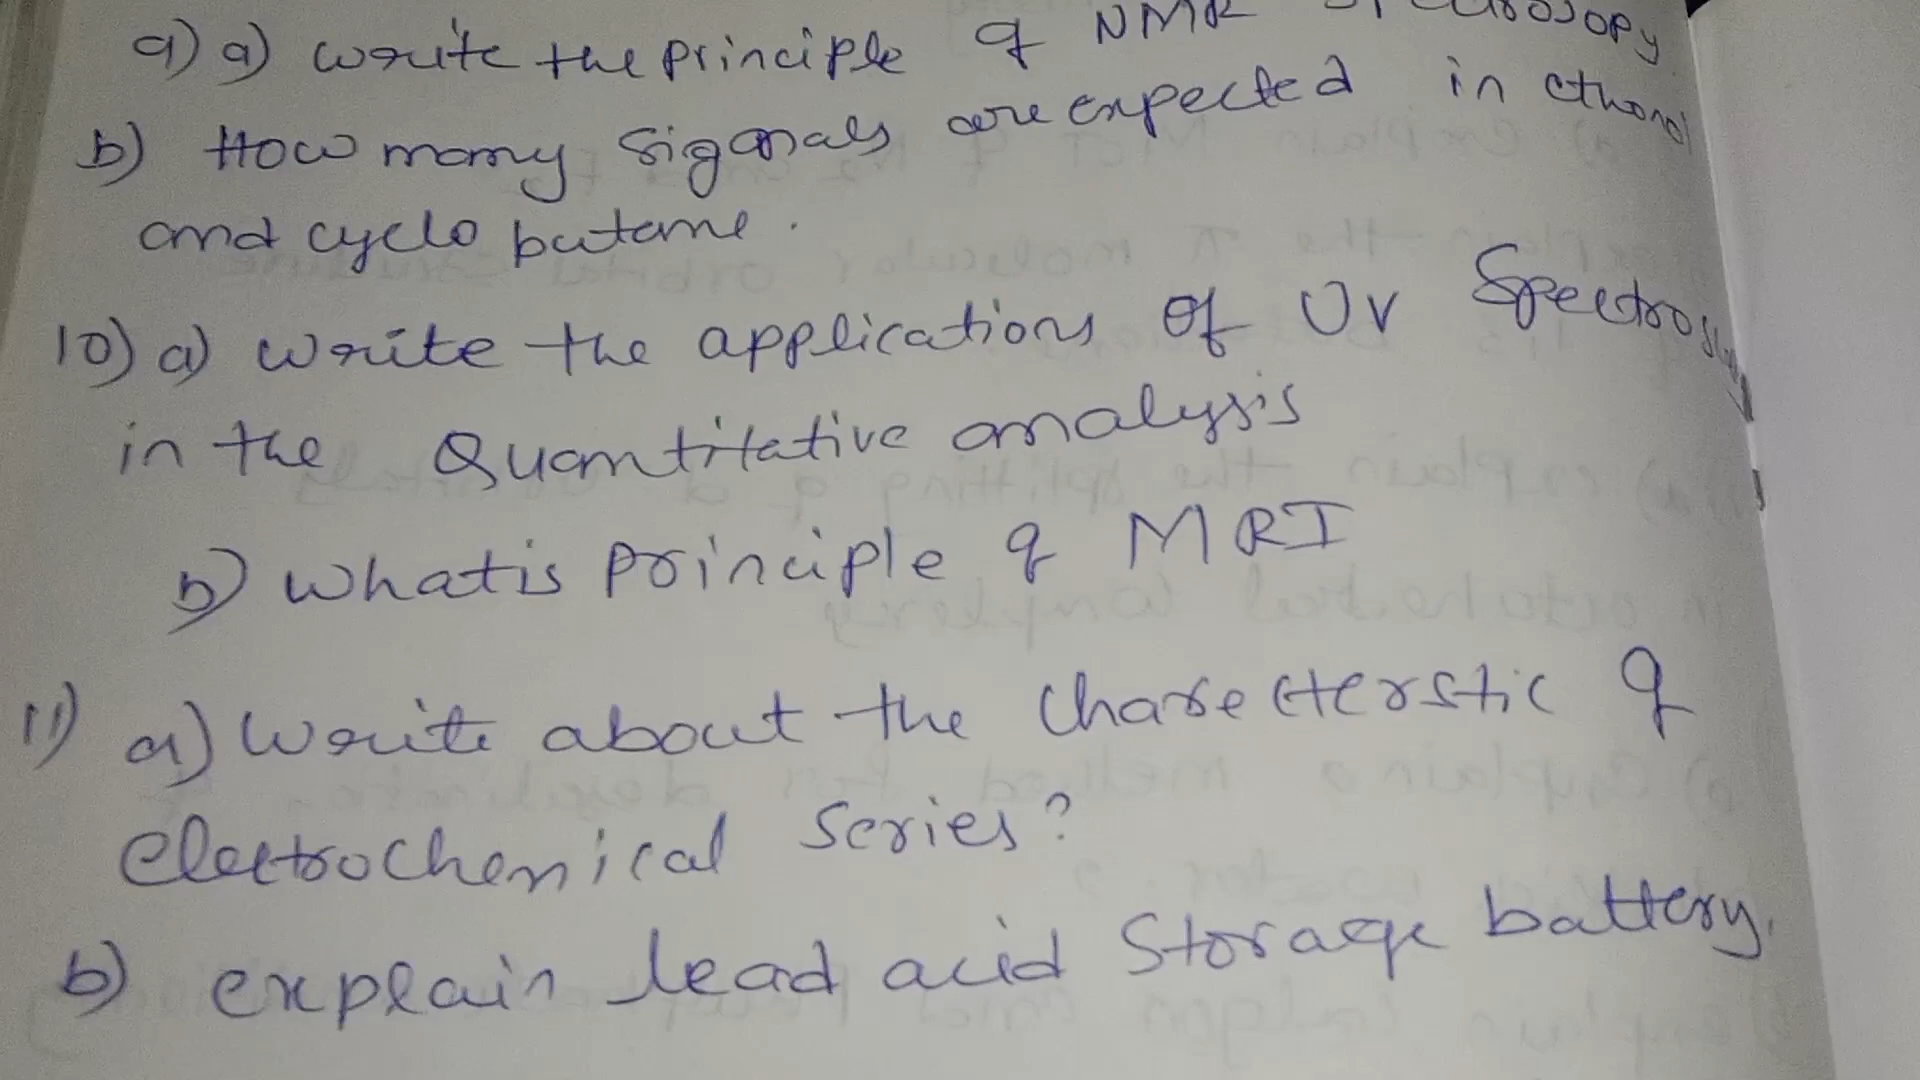 9) a) write the principle of NMR
b) How many siganals are expected in ethanol
and cyclo butane.
10) a) write the applications of UV
in the Quantitative analysis
b) what is principle of MRI
11) a) write about the charecterstic of
electrochemical series?
b) explain lead acid storage battery.